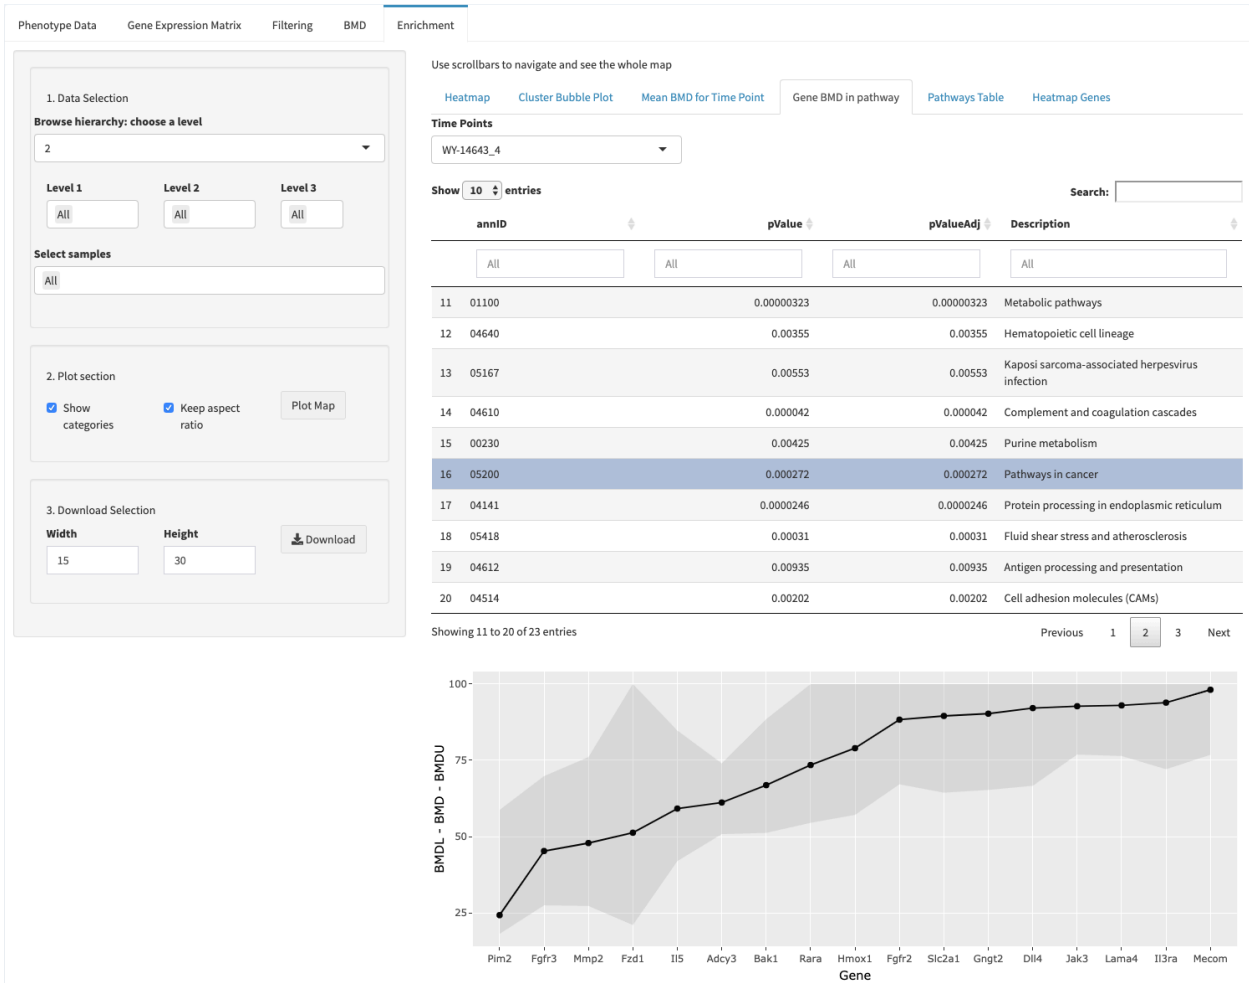 Phenotype Data Gene Expression Matrix Filtering BMD Enrichment
1. Data Selection
Browse hierarchy: choose a level
2
Level 1 Level 2 Level 3
All All All
Select samples
All
2. Plot section
Show categories Keep aspect ratio Plot Map
3. Download Selection
Width Height
15 30 Download
Use scrollbars to navigate and see the whole map
Heatmap Cluster Bubble Plot Mean BMD for Time Point Gene BMD in pathway Pathways Table Heatmap Genes
Time Points
WY-14643_4
Show 10 entries Search:
annID pValue pValueAdj Description
All All All All
11 01100 0.00000323 0.00000323 Metabolic pathways
12 04640 0.00355 0.00355 Hematopoietic cell lineage
13 05167 0.00553 0.00553 Kaposi sarcoma-associated herpesvirus
infection
14 04610 0.000042 0.000042 Complement and coagulation cascades
15 00230 0.00425 0.00425 Purine metabolism
16 05200 0.000272 0.000272 Pathways in cancer
17 04141 0.0000246 0.0000246 Protein processing in endoplasmic reticulum
18 05418 0.00031 0.00031 Fluid shear stress and atherosclerosis
19 04612 0.00935 0.00935 Antigen processing and presentation
20 04514 0.00202 0.00202 Cell adhesion molecules (CAMs)
Showing 11 to 20 of 23 entries Previous 1 2 3 Next
BMDL - BMD - BMDU
100
75
50
25
Pim2 Fgfr3 Mmp2 Fzd1 Il5 Adcy3 Bak1 Rara Hmox1 Fgfr2 Slc2a1 Gngt2 Dll4 Jak3 Lama4 Il3ra Mecom
Gene